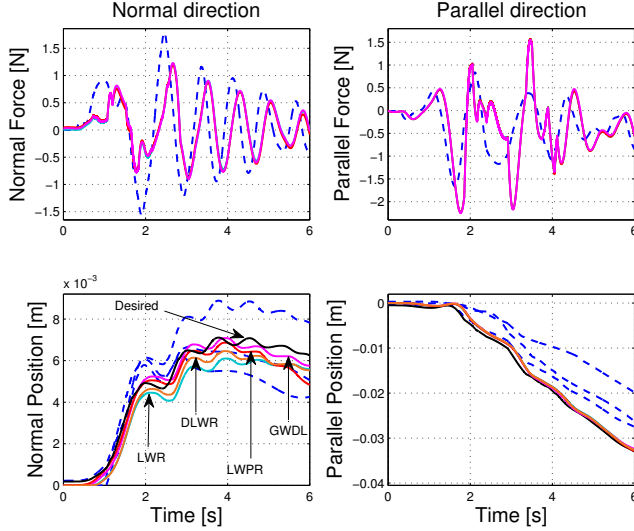 Normal direction
Parallel direction
Normal Force [N]
1.5
1
0.5
0
−0.5
−1
−1.5
0 2 4 6
Parallel Force [N]
1.5
1
0.5
0
−0.5
−1
−1.5
−2
0 2 4 6
x 10⁻³
Normal Position [m]
8
6
4
2
0
0 2 4 6
Time [s]
Desired
LWR
DLWR
LWPR
GWDL
Parallel Position [m]
0
−0.01
−0.02
−0.03
−0.04
0 2 4 6
Time [s]